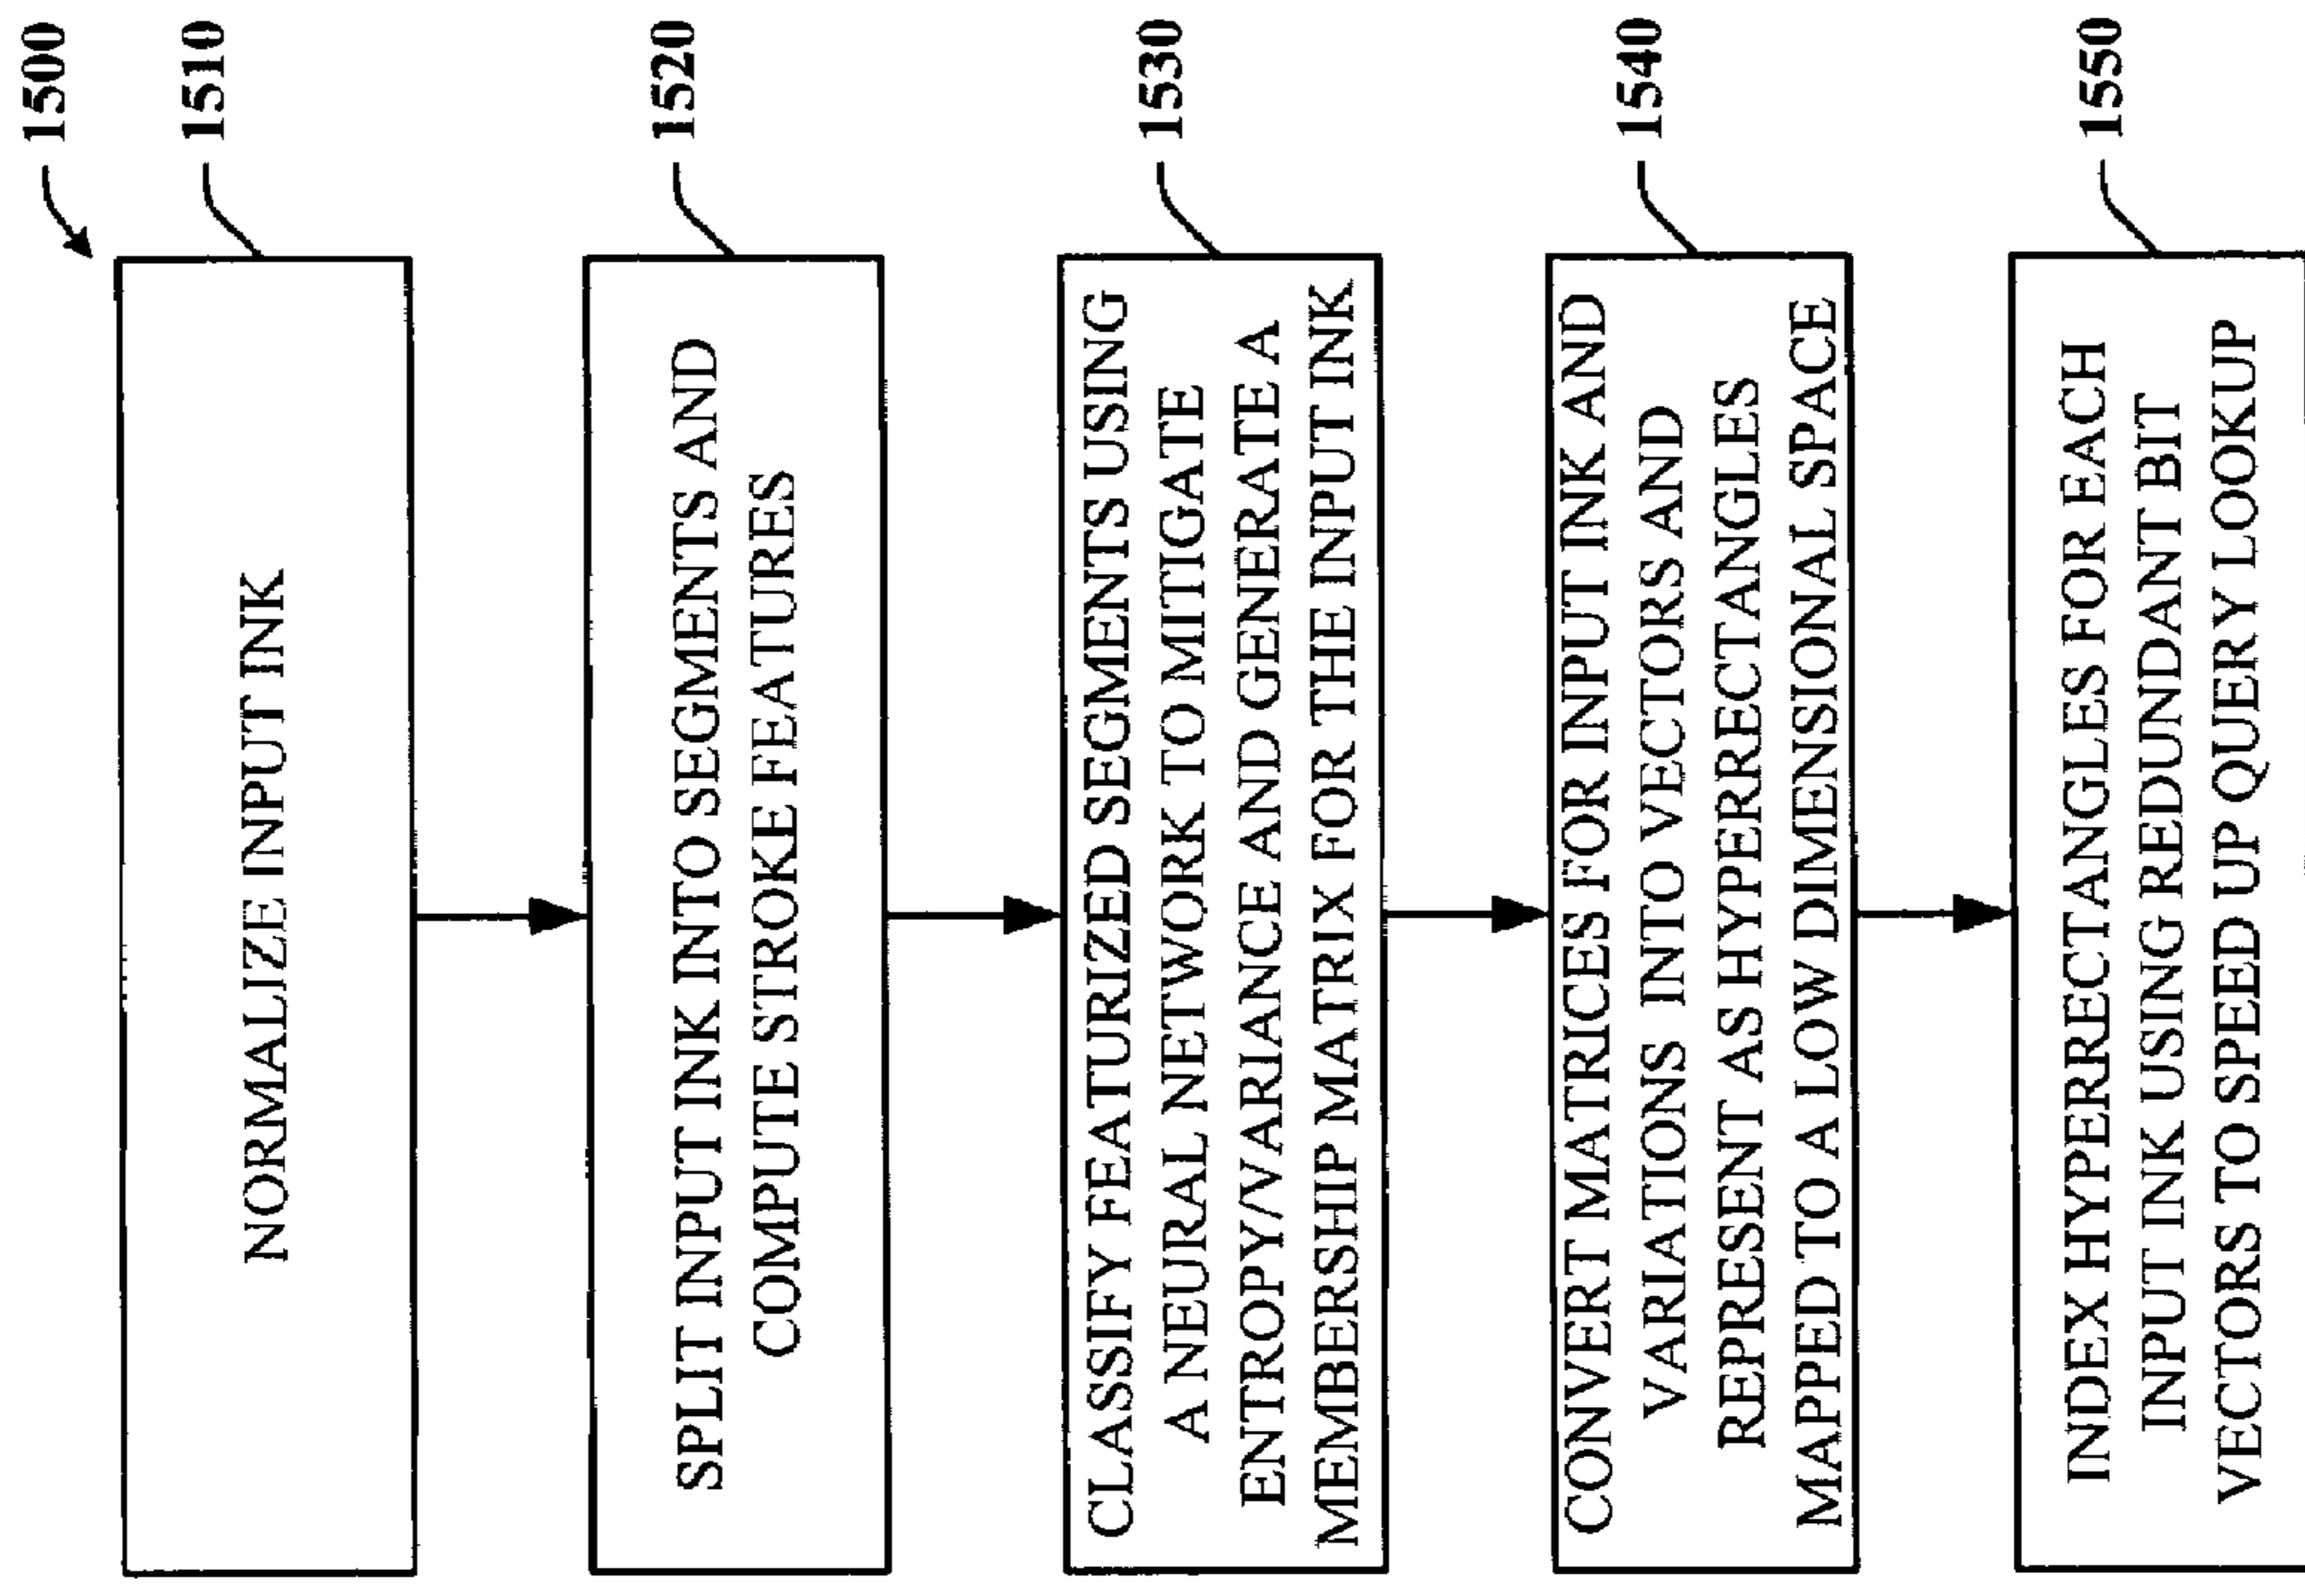 1500
1510
NORMALIZE INPUT INK
1520
SPLIT INPUT INK INTO SEGMENTS AND
COMPUTE STROKE FEATURES
1530
CLASSIFY FEATURIZED SEGMENTS USING
A NEURAL NETWORK TO MITIGATE
ENTROPY/VARIANCE AND GENERATE A
MEMBERSHIP MATRIX FOR THE INPUT INK
1540
CONVERT MATRICES FOR INPUT INK AND
VARIATIONS INTO VECTORS AND
REPRESENT AS HYPERRECTANGLES
MAPPED TO A LOW DIMENSIONAL SPACE
1550
INDEX HYPERRECTANGLES FOR EACH
INPUT INK USING REDUNDANT BIT
VECTORS TO SPEED UP QUERY LOOKUP